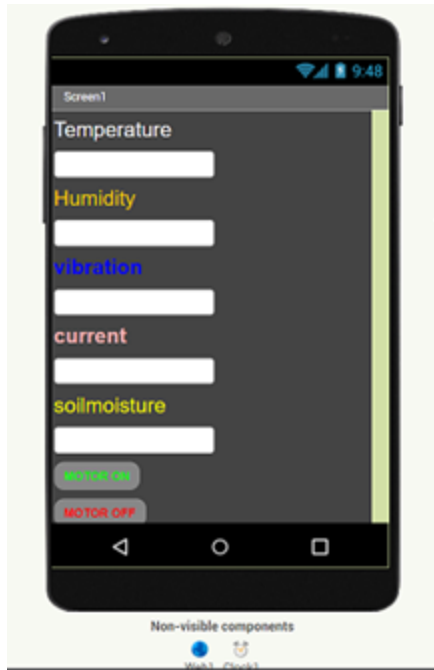 9:48
Screen1
Temperature
Humidity
vibration
current
soilmoisture
MOTOR ON
MOTOR OFF
Non-visible components
Web1 Clock1